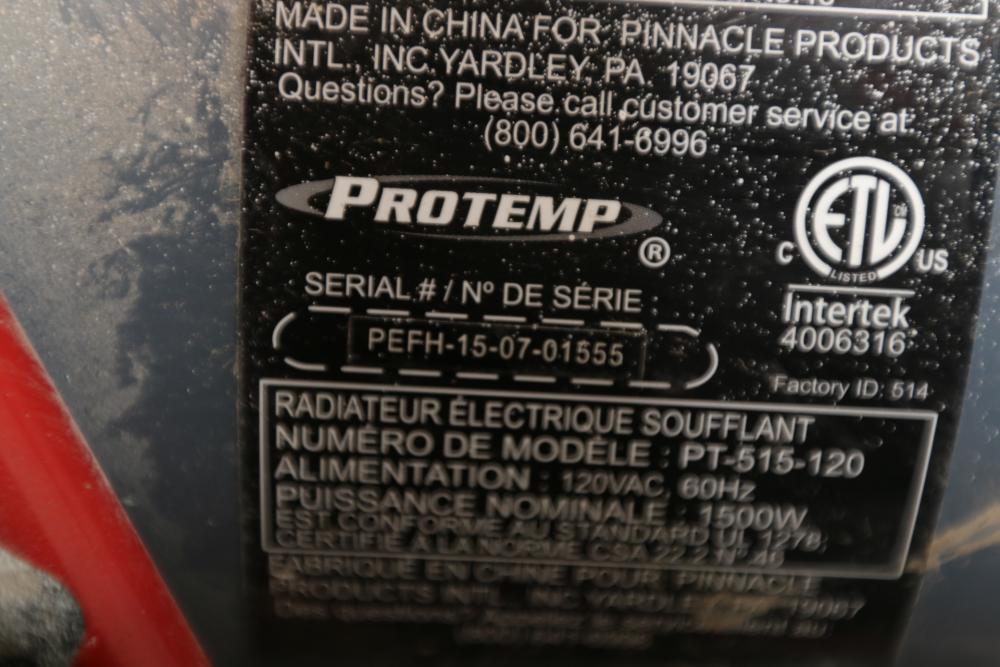 MADE IN CHINA FOR PINNACLE PRODUCTS
INTL., INC.YARDLEY, PA 19067
Questions? Please call customer service at
(800) 641-6996
PROTEMP
®
ETL
CM
LISTED
C US
Intertek
4006316
SERIAL # / Nº DE SÉRIE :
PEFH-15-07-01555
Factory ID: 514
RADIATEUR ÉLECTRIQUE SOUFFLANT
NUMÉRO DE MODÈLE : PT-515-120
ALIMENTATION : 120VAC, 60Hz
PUISSANCE NOMINALE : 1500W
EST CONFORME AU STANDARD UL 1278,
CERTIFIÉ A LA NORME CSA 22.2 Nº 46
FABRIQUÉ EN CHINE POUR PINNACLE
PRODUCTS INTL., INC YARDLEY, PA 19067